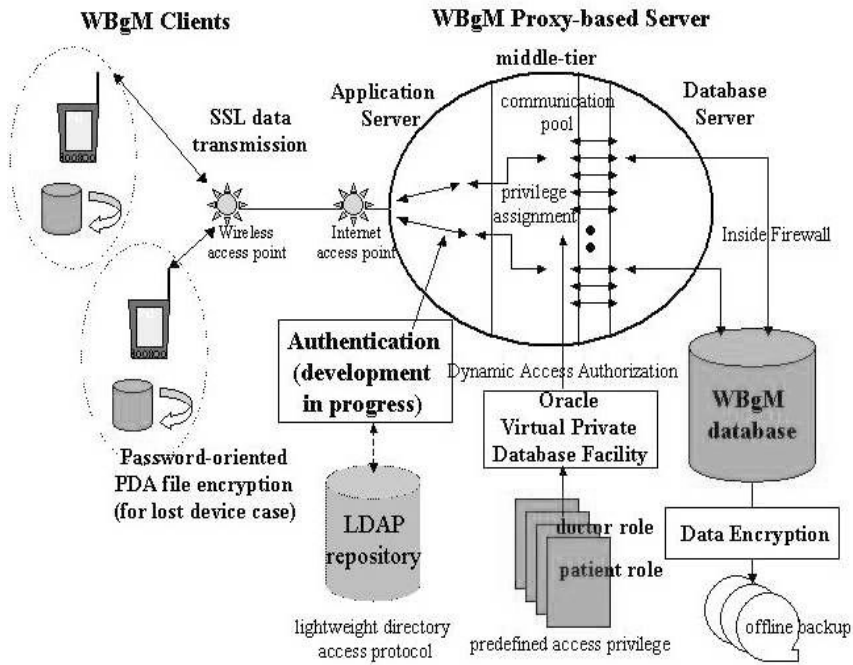 WBgM Clients
WBgM Proxy-based Server
middle-tier
Application
Server
communication
pool
Database
Server
SSL data
transmission
privilege
assignment
Wireless
access point
Internet
access point
Inside Firewall
Authentication
(development
in progress)
Dynamic Access Authorization
Oracle
Virtual Private
Database Facility
WBgM
database
Password-oriented
PDA file encryption
(for lost device case)
LDAP
repository
doctor role
patient role
Data Encryption
lightweight directory
access protocol
predefined access privilege
offline backup